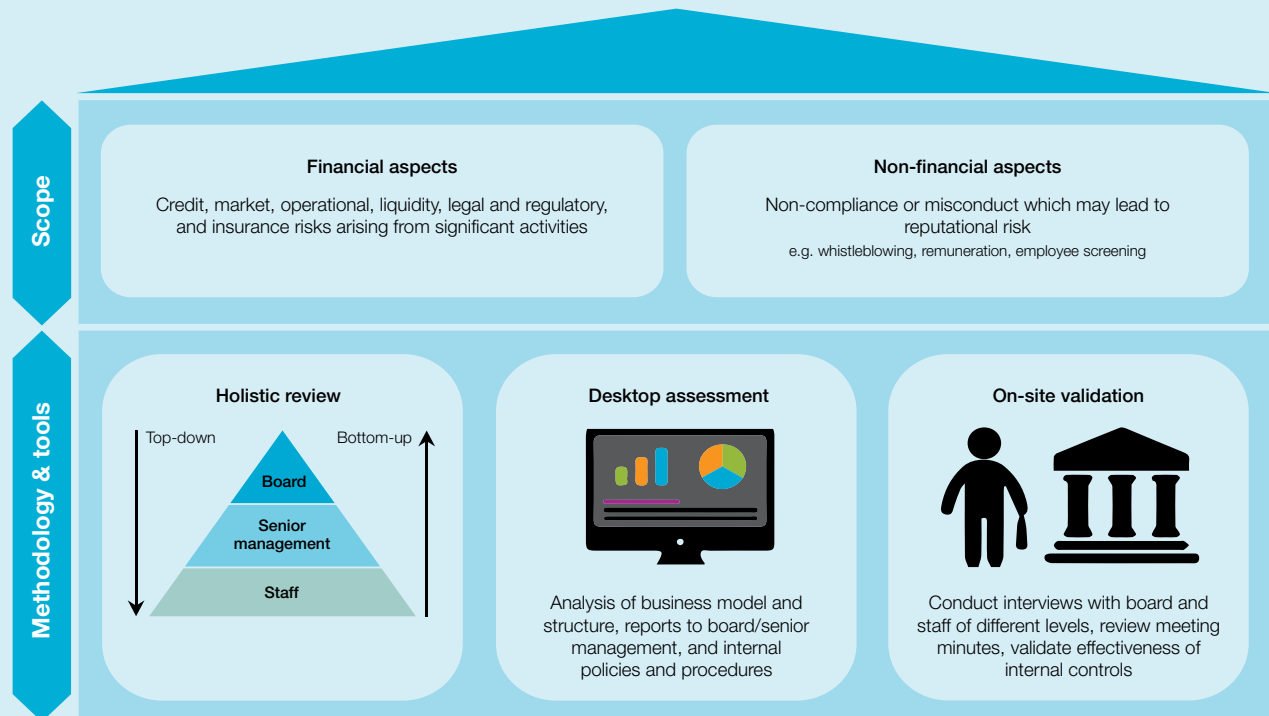 Scope
Financial aspects
Credit, market, operational, liquidity, legal and regulatory,
and insurance risks arising from significant activities
Non-financial aspects
Non-compliance or misconduct which may lead to
reputational risk
e.g. whistleblowing, remuneration, employee screening
Methodology & tools
Holistic review
Top-down
Bottom-up
Board
Senior
management
Staff
Desktop assessment
Analysis of business model and
structure, reports to board/senior
management, and internal
policies and procedures
On-site validation
Conduct interviews with board and
staff of different levels, review meeting
minutes, validate effectiveness of
internal controls